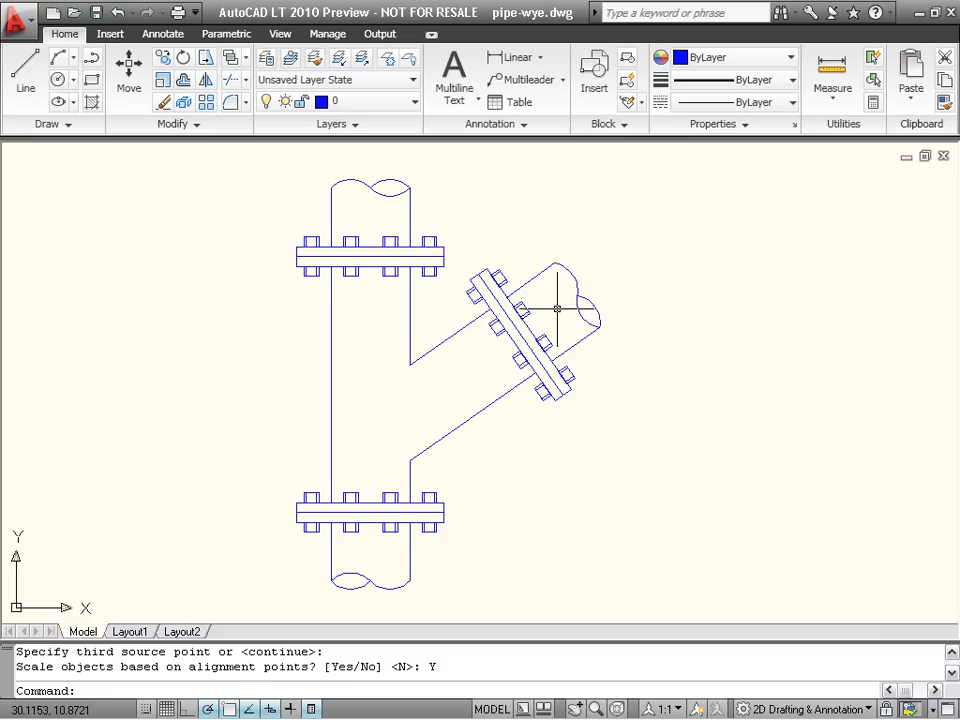 AutoCAD LT 2010 Preview - NOT FOR RESALE pipe-wye.dwg Type a keyword or phrase
Home Insert Annotate Parametric View Manage Output
Line
Move
Unsaved Layer State
0
Multiline
Text
Linear
Multileader
Table
Insert
ByLayer
ByLayer
ByLayer
Measure
Paste
Draw Modify Layers Annotation Block Properties Utilities Clipboard
Y
X
Model Layout1 Layout2
Specify third source point or <continue>:
Scale objects based on alignment points? [Yes/No] <N>: Y
Command:
30.1153, 10.8721 MODEL 1:1 2D Drafting & Annotation